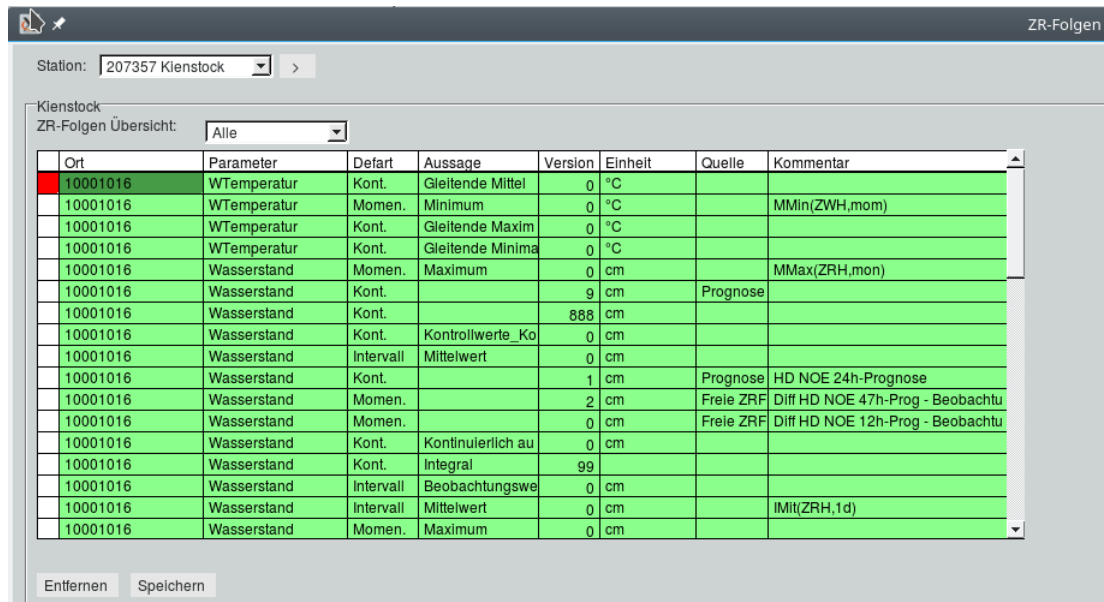 ZR-Folgen
Station: 207357 Kienstock >
Kienstock
ZR-Folgen Übersicht: Alle
Ort Parameter Defart Aussage Version Einheit Quelle Kommentar
10001016 WTemperatur Kont. Gleitende Mittel 0 °C
10001016 WTemperatur Momen. Minimum 0 °C MMin(ZWH,mom)
10001016 WTemperatur Kont. Gleitende Maxim 0 °C
10001016 WTemperatur Kont. Gleitende Minima 0 °C
10001016 Wasserstand Momen. Maximum 0 cm MMax(ZRH,mon)
10001016 Wasserstand Kont. 9 cm Prognose
10001016 Wasserstand Kont. 888 cm
10001016 Wasserstand Kont. Kontrollwerte_Ko 0 cm
10001016 Wasserstand Intervall Mittelwert 0 cm
10001016 Wasserstand Kont. 1 cm Prognose HD NOE 24h-Prognose
10001016 Wasserstand Momen. 2 cm Freie ZRF Diff HD NOE 47h-Prog - Beobachtu
10001016 Wasserstand Momen. 0 cm Freie ZRF Diff HD NOE 12h-Prog - Beobachtu
10001016 Wasserstand Kont. Kontinuierlich au 0 cm
10001016 Wasserstand Kont. Integral 99
10001016 Wasserstand Intervall Beobachtungswe 0 cm
10001016 Wasserstand Intervall Mittelwert 0 cm IMit(ZRH,1d)
10001016 Wasserstand Momen. Maximum 0 cm
Entfernen Speichern